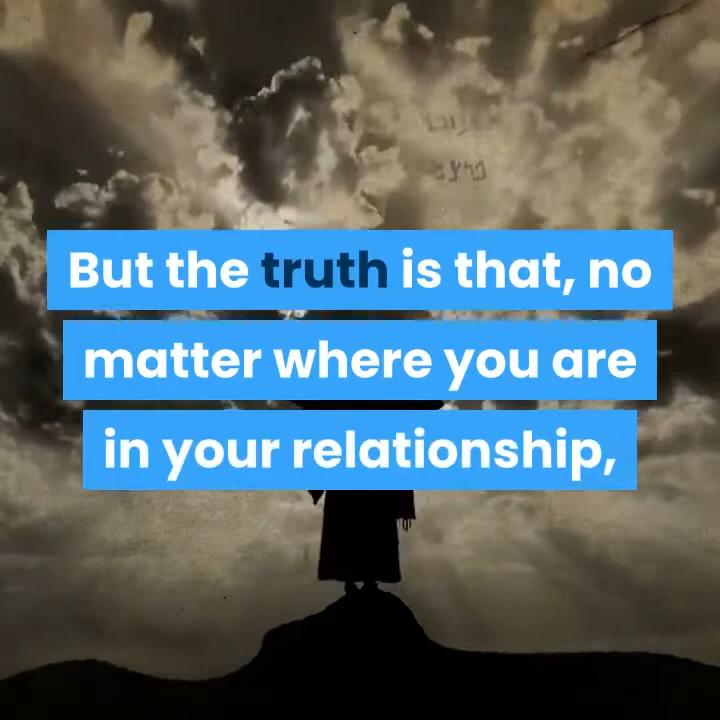 But the truth is that, no
matter where you are
in your relationship,